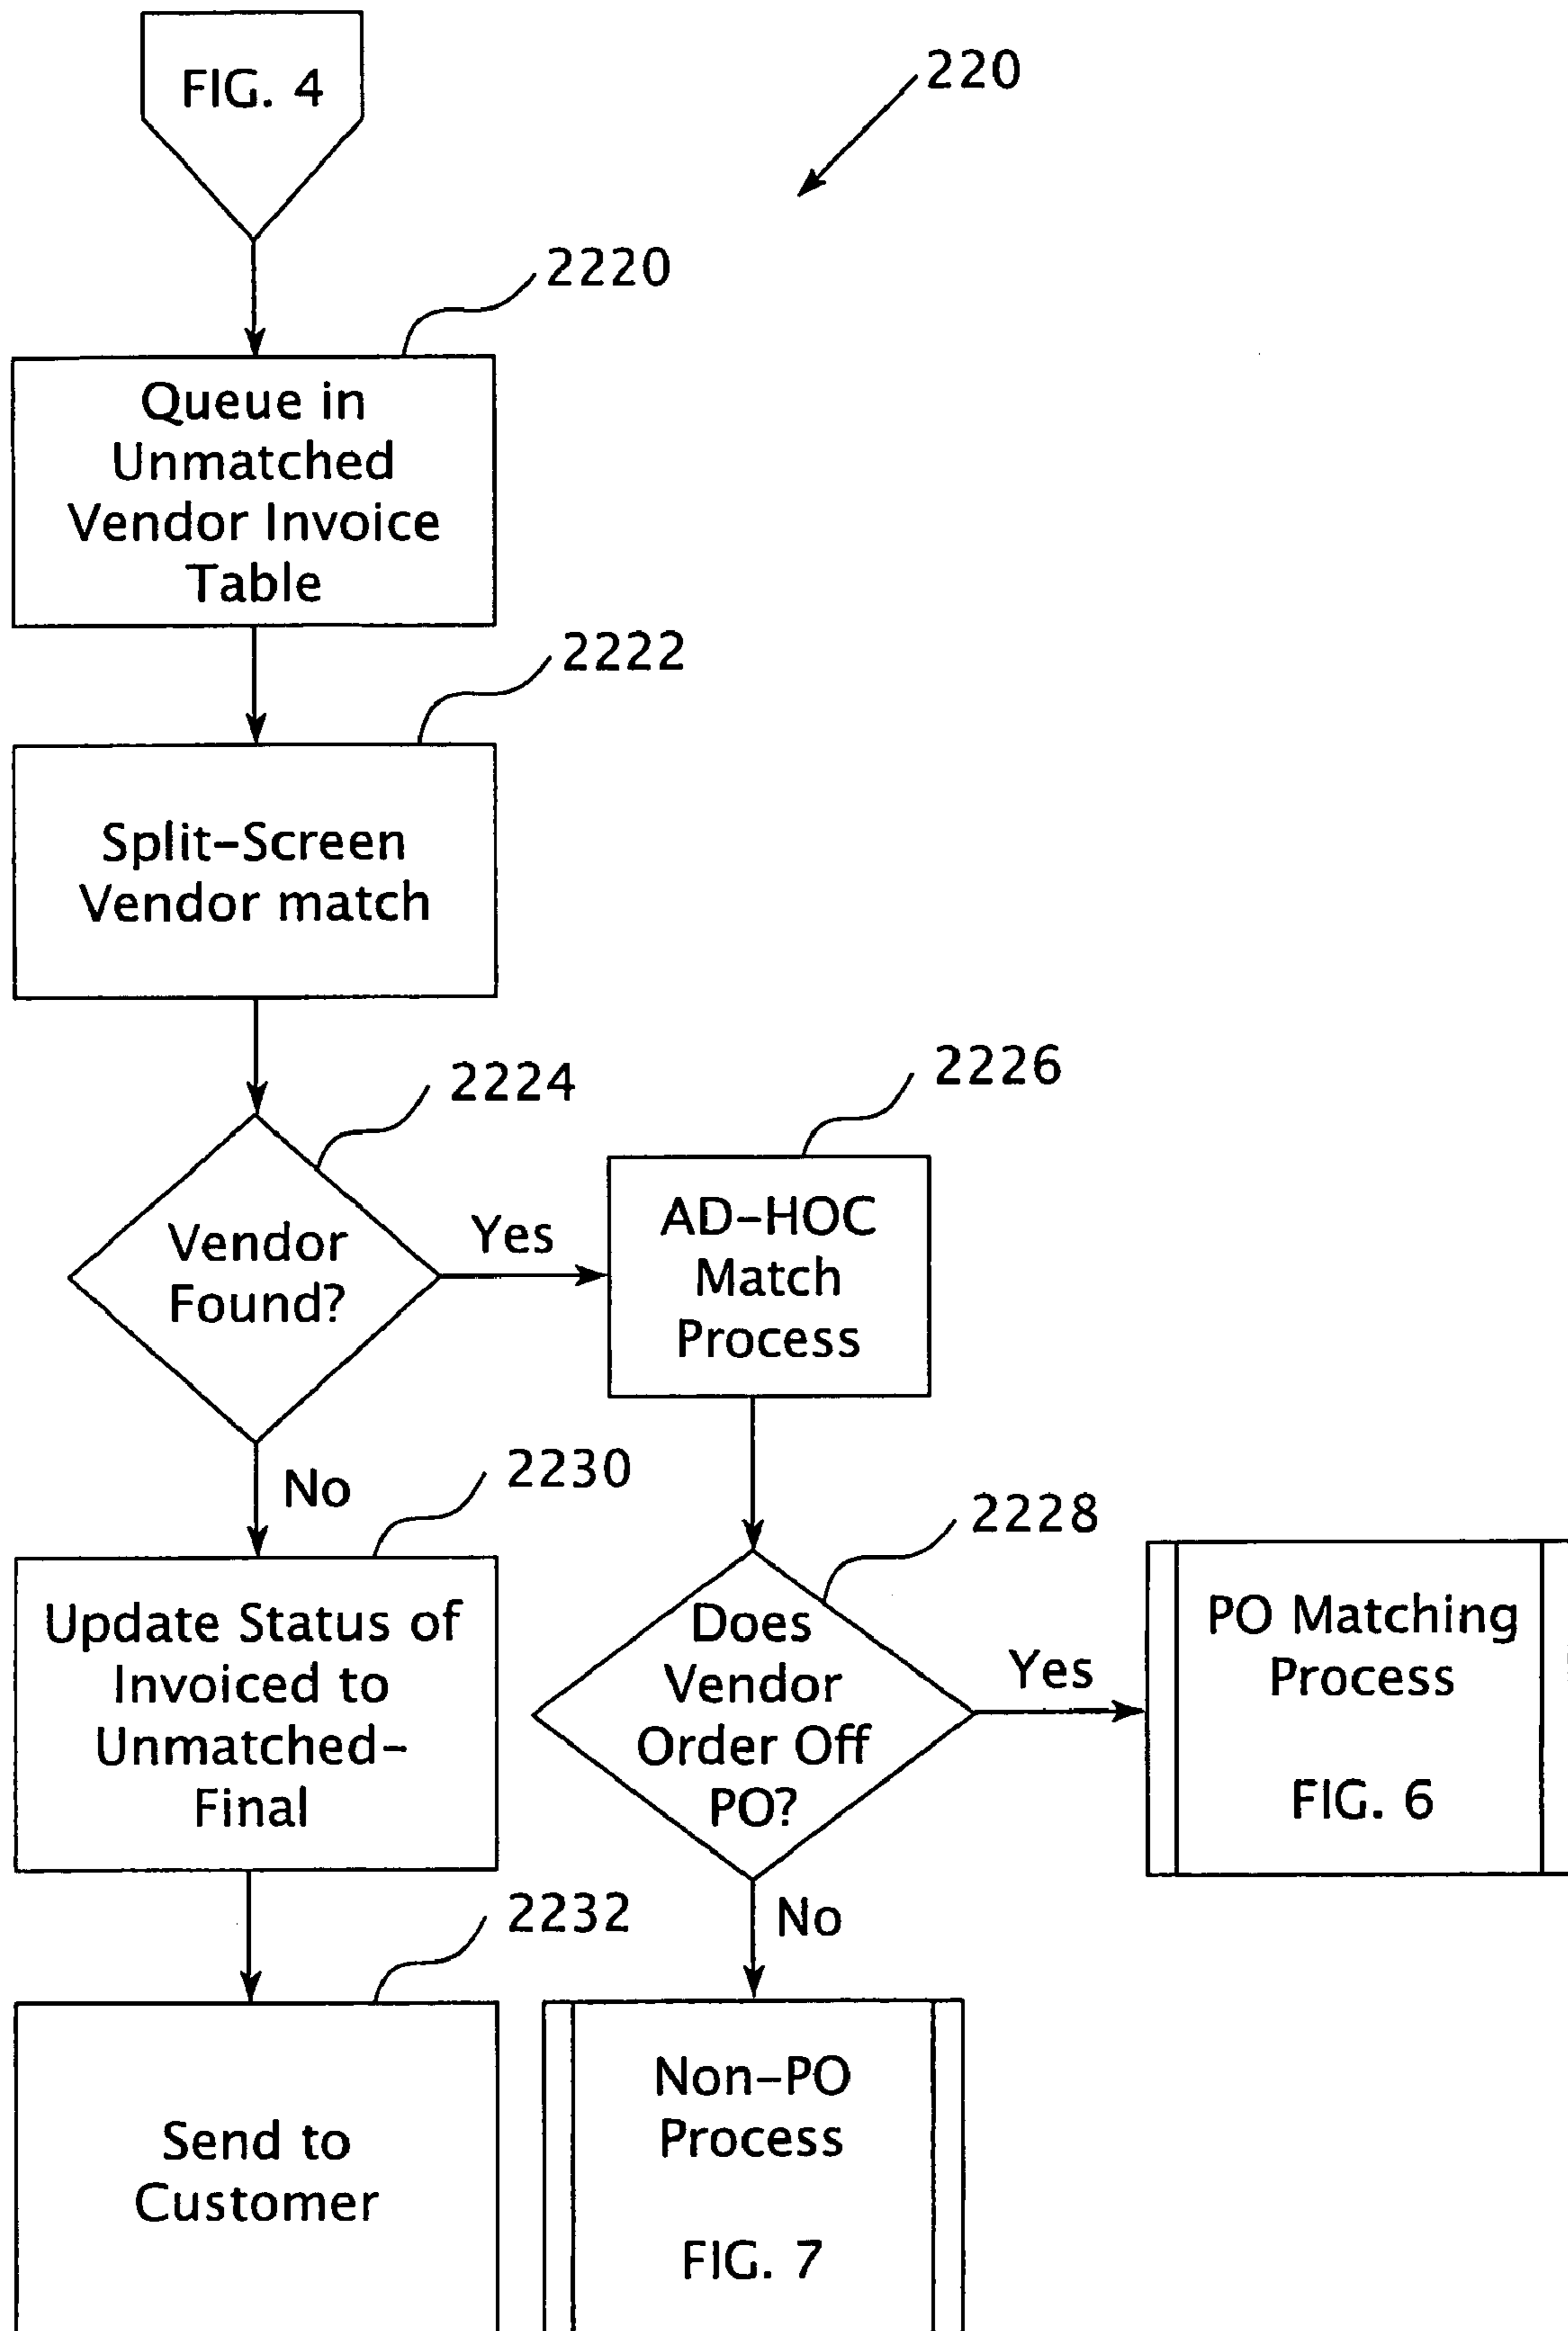 FIG. 4
220
2220
Queue in
Unmatched
Vendor Invoice
Table
2222
Split-Screen
Vendor match
2224
Vendor
Found?
Yes
2226
AD-HOC
Match
Process
No
2230
Update Status of
Invoiced to
Unmatched-
Final
2228
Does
Vendor
Order Off
PO?
Yes
PO Matching
Process
FIG. 6
2232
Send to
Customer
No
Non-PO
Process
FIG. 7